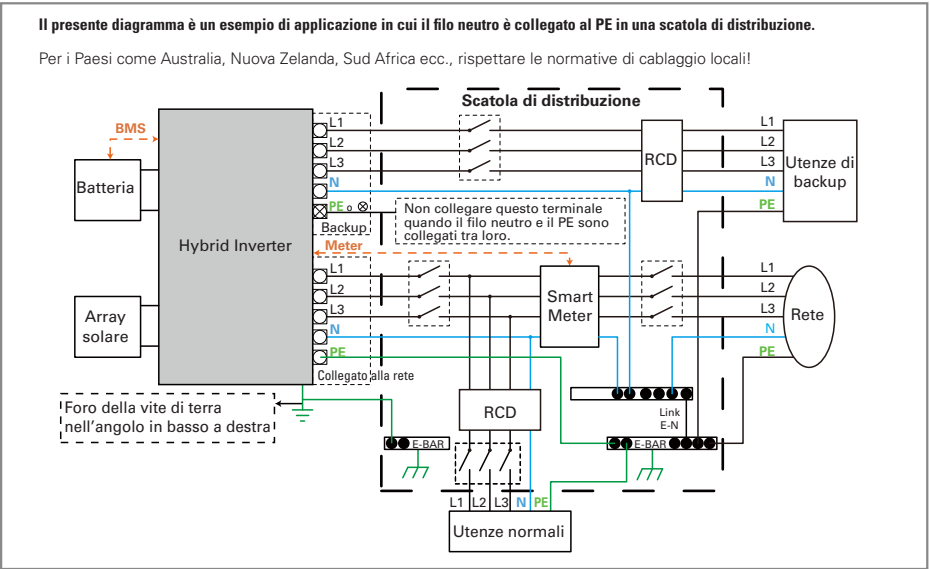 Il presente diagramma è un esempio di applicazione in cui il filo neutro è collegato al PE in una scatola di distribuzione.
Per i Paesi come Australia, Nuova Zelanda, Sud Africa ecc., rispettare le normative di cablaggio locali!
Scatola di distribuzione
BMS
Batteria
Hybrid Inverter
Array
solare
L1
L2
L3
N
PE o
Backup
Non collegare questo terminale
quando il filo neutro e il PE sono
collegati tra loro.
RCD
L1
L2
L3
N
PE
Utenze di
backup
Meter
L1
L2
L3
N
PE
Collegato alla rete
Smart
Meter
L1
L2
L3
N
PE
Rete
Foro della vite di terra
nell'angolo in basso a destra
RCD
Link
E-N
E-BAR
E-BAR
L1 L2 L3 N PE
Utenze normali